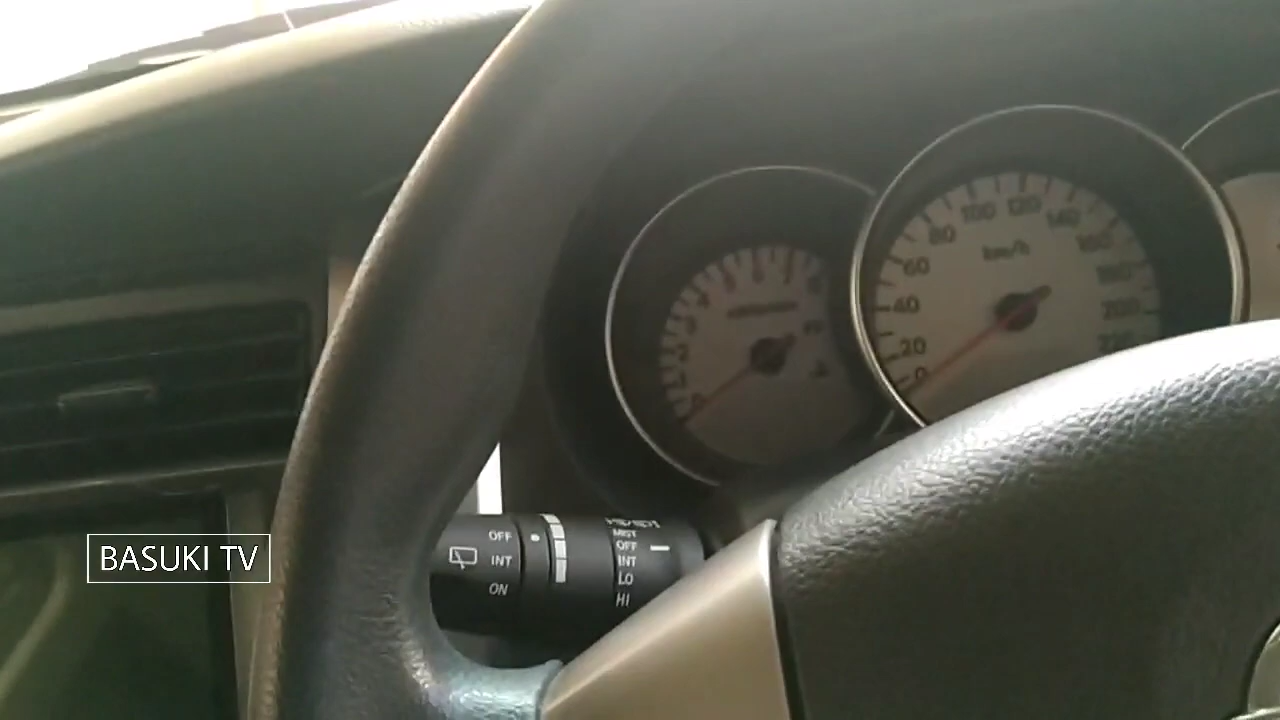 100 120 140
80 160
km/h
60 180
40 200
20 220
0
MIST
OFF OFF
INT INT
LO
ON HI
BASUKI TV